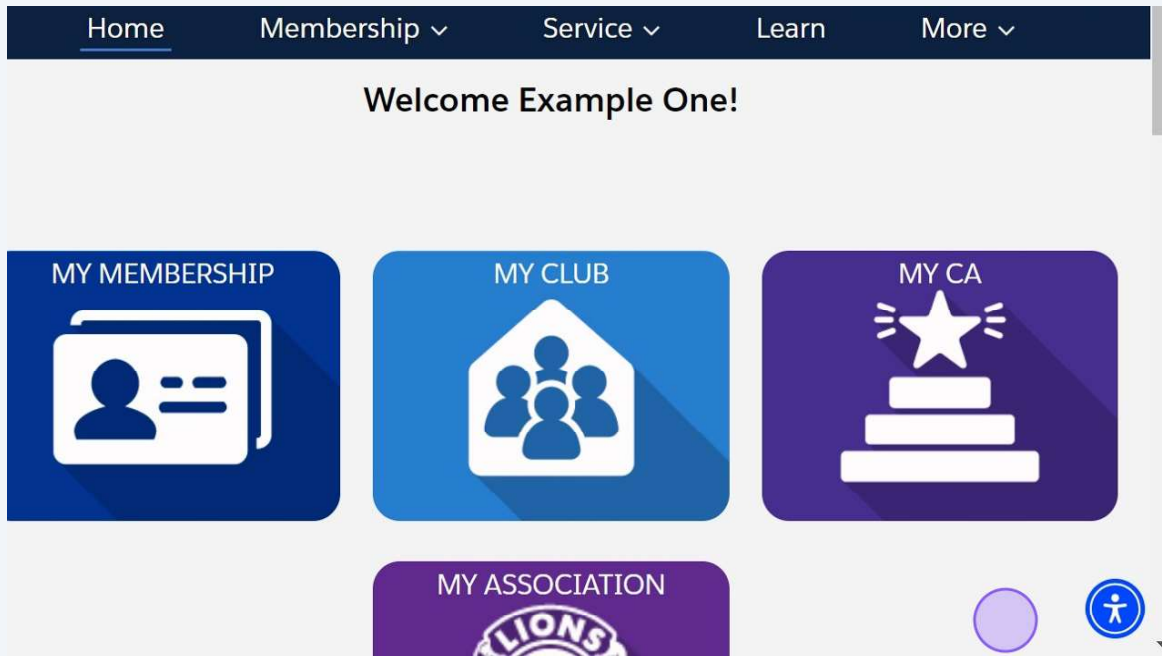 Home Membership Service Learn More
Welcome Example One!
MY MEMBERSHIP MY CLUB MY CA
MY ASSOCIATION
LIONS